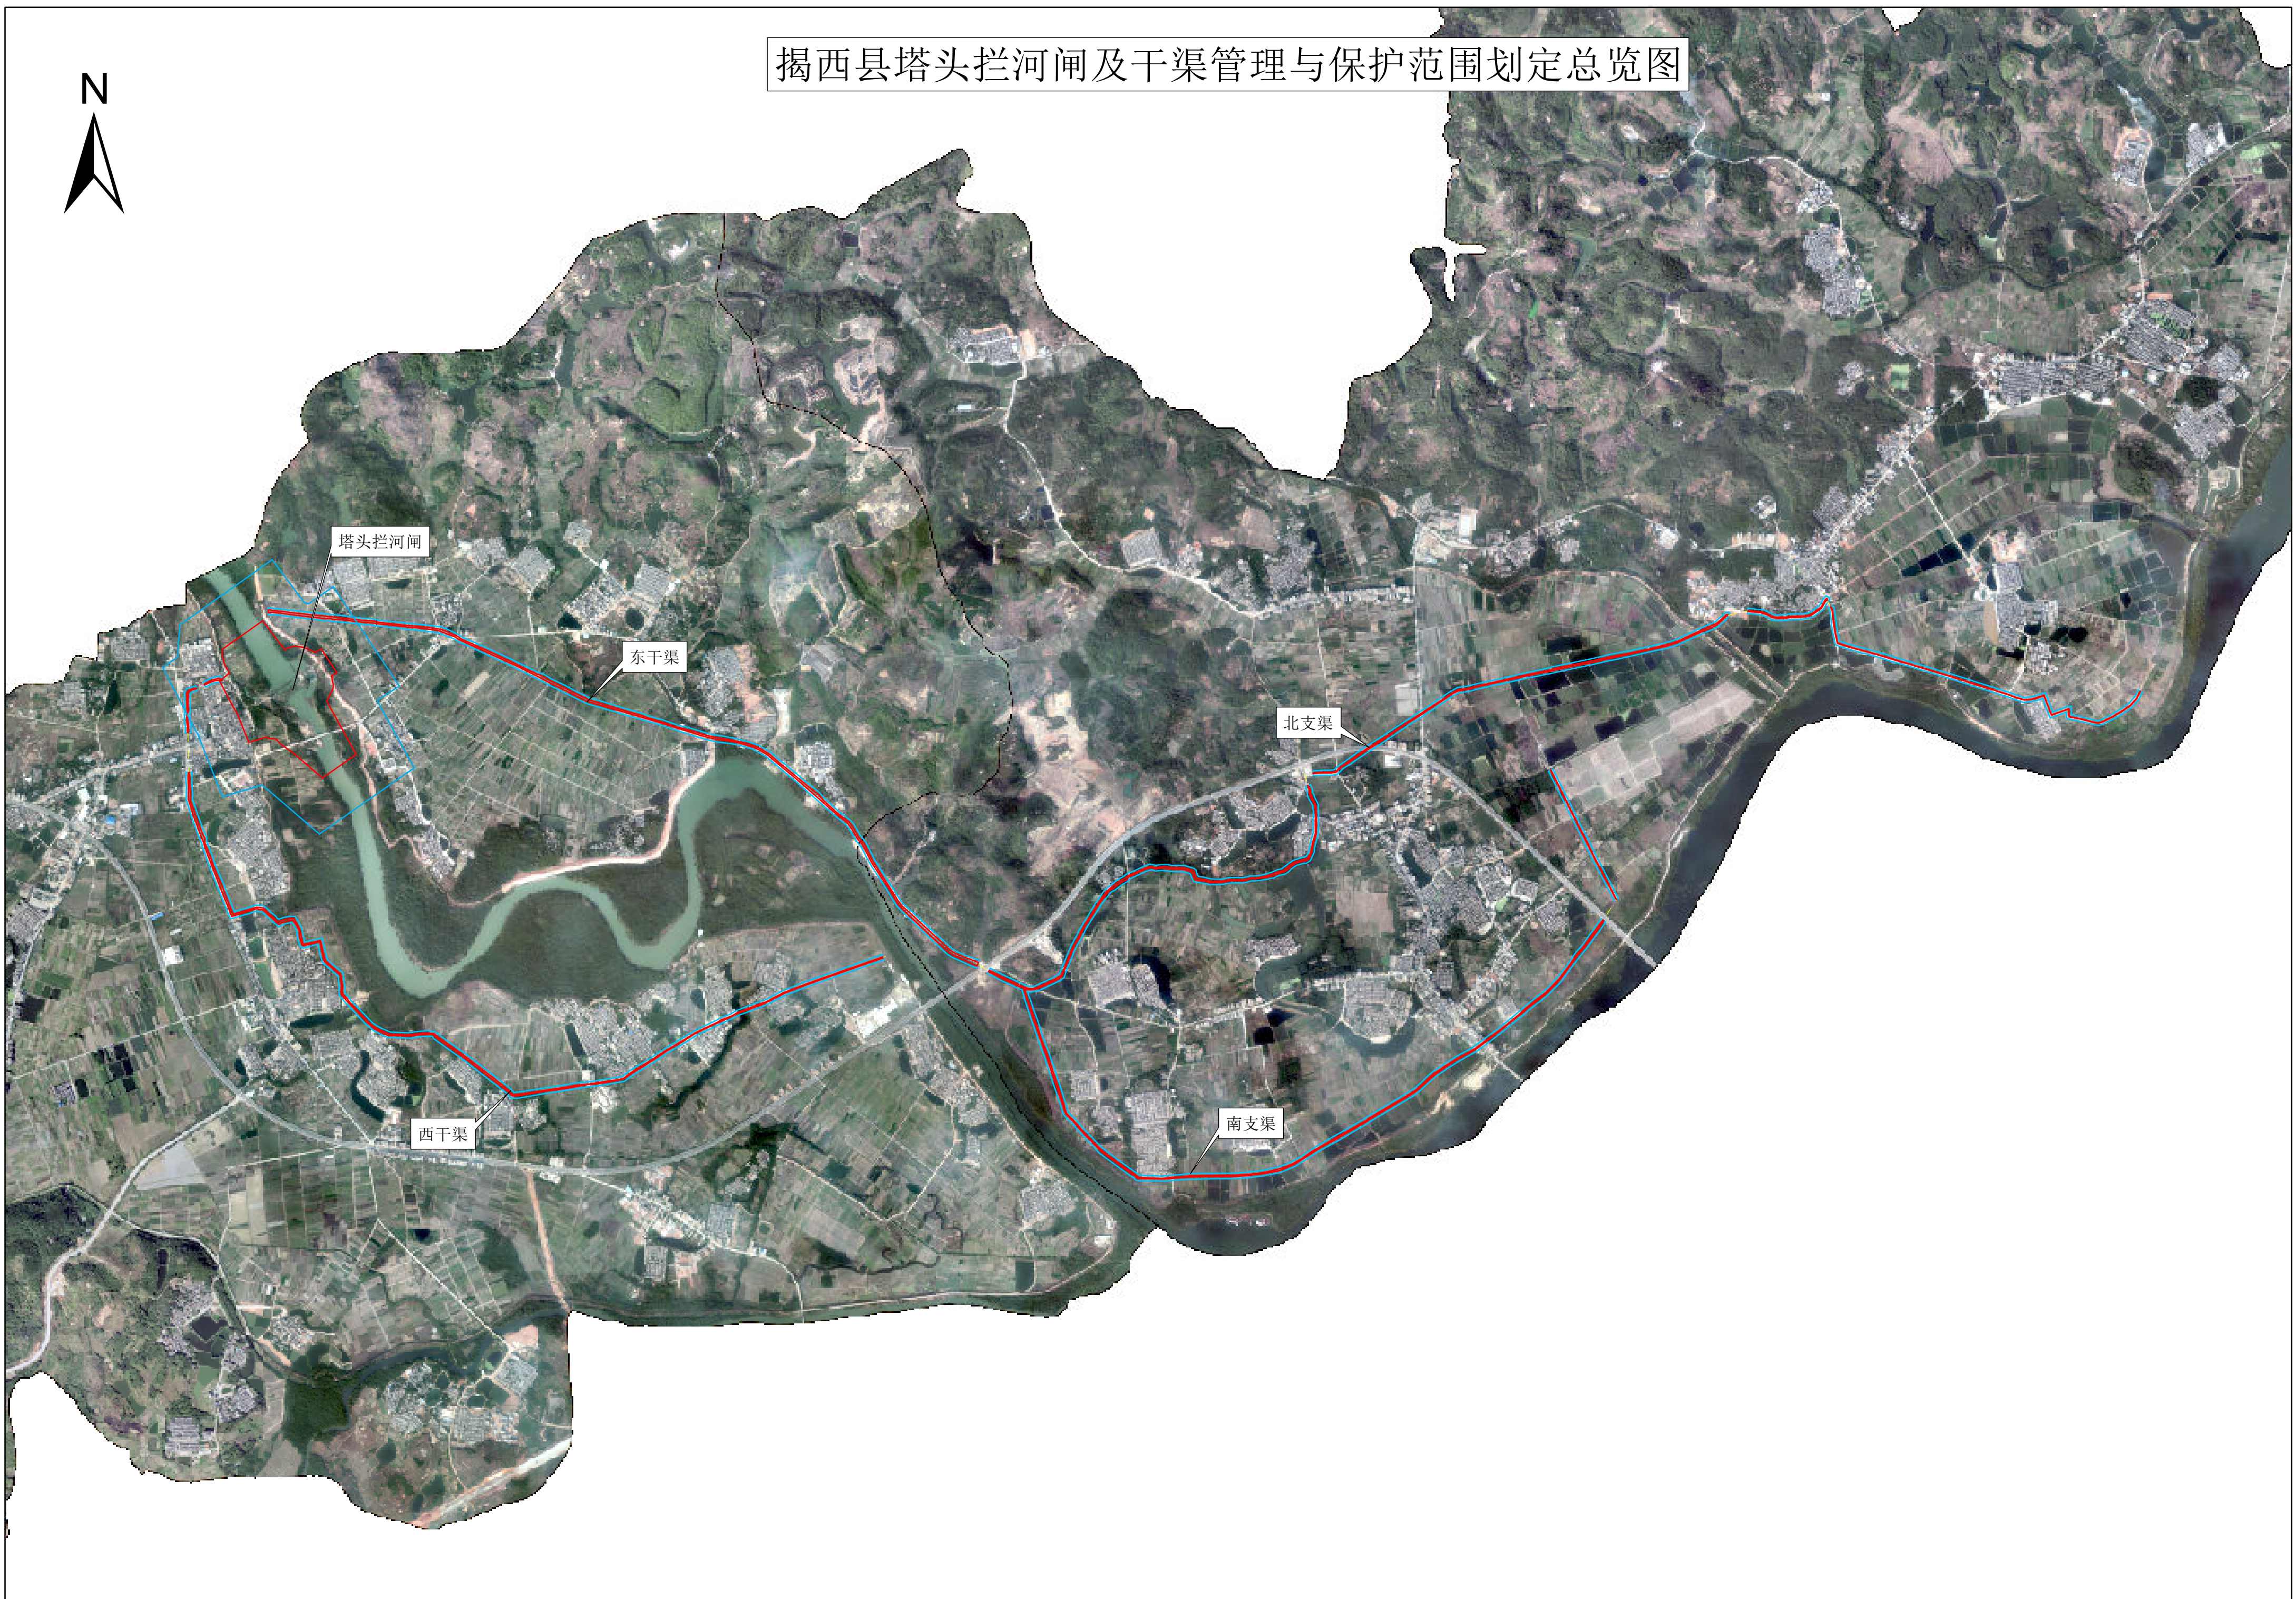 揭西县塔头拦河闸及干渠管理与保护范围划定总览图
N
塔头拦河闸
东干渠
北支渠
西干渠
南支渠